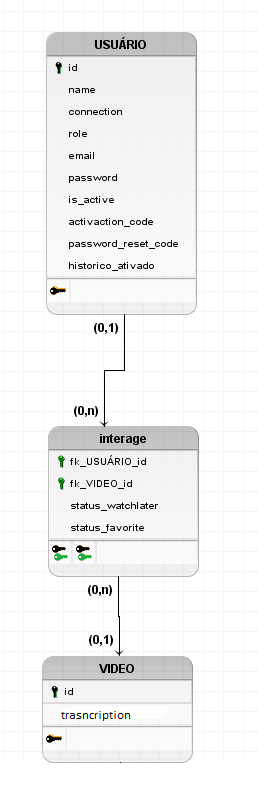 USUÁRIO
id
name
connection
role
email
password
is_active
activaction_code
password_reset_code
historico_ativado
(0,1)
(0,n)
interage
fk_USUÁRIO_id
fk_VIDEO_id
status_watchlater
status_favorite
(0,n)
(0,1)
VIDEO
id
trasncription